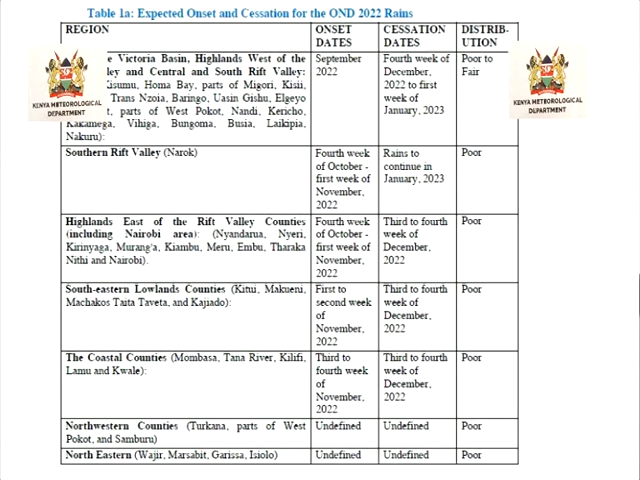 Table 1a: Expected Onset and Cessation for the OND 2022 Rains
REGION
ONSET
DATES
CESSATION
DATES
DISTRIB-
UTION
e Victoria Basin, Highlands West of the
ley and Central and South Rift Valley:
isumu, Homa Bay, parts of Migori, Kisii,
Trans Nzoia, Baringo, Uasin Gishu, Elgeyo
t, parts of West Pokot, Nandi, Kericho,
Kakamega, Vihiga, Bungoma, Busia, Laikipia,
Nakuru):
September
2022
Fourth week of
December,
2022 to first
week of
January, 2023
Poor to
Fair
KENYA METEOROLOGICAL
DEPARTMENT
KENYA METEOROLOGICAL
DEPARTMENT
Southern Rift Valley (Narok)
Fourth week
of October -
first week of
November,
2022
Rains to
continue in
January, 2023
Poor
Highlands East of the Rift Valley Counties
(including Nairobi area): (Nyandarua, Nyeri,
Kirinyaga, Murang'a, Kiambu, Meru, Embu, Tharaka
Nithi and Nairobi).
Fourth week
of October -
first week of
November,
2022
Third to fourth
week of
December,
2022
Poor
South-eastern Lowlands Counties (Kitui, Makueni,
Machakos Taita Taveta, and Kajiado):
First to
second week
of
November,
2022
Third to fourth
week of
December,
2022
Poor
The Coastal Counties (Mombasa, Tana River, Kilifi,
Lamu and Kwale):
Third to
fourth week
of
November,
2022
Third to fourth
week of
December,
2022
Poor
Northwestern Counties (Turkana, parts of West
Pokot, and Samburu)
Undefined
Undefined
Poor
North Eastern (Wajir, Marsabit, Garissa, Isiolo)
Undefined
Undefined
Poor